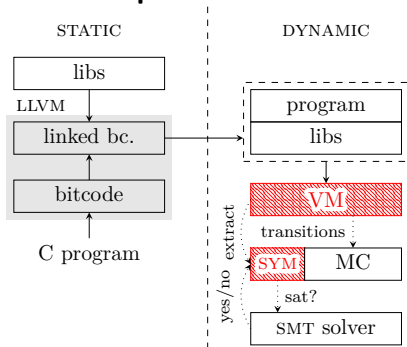 STATIC
DYNAMIC
libs
LLVM
linked bc.
bitcode
C program
program
libs
VM
transitions
extract
SYM
MC
yes/no
sat?
SMT solver